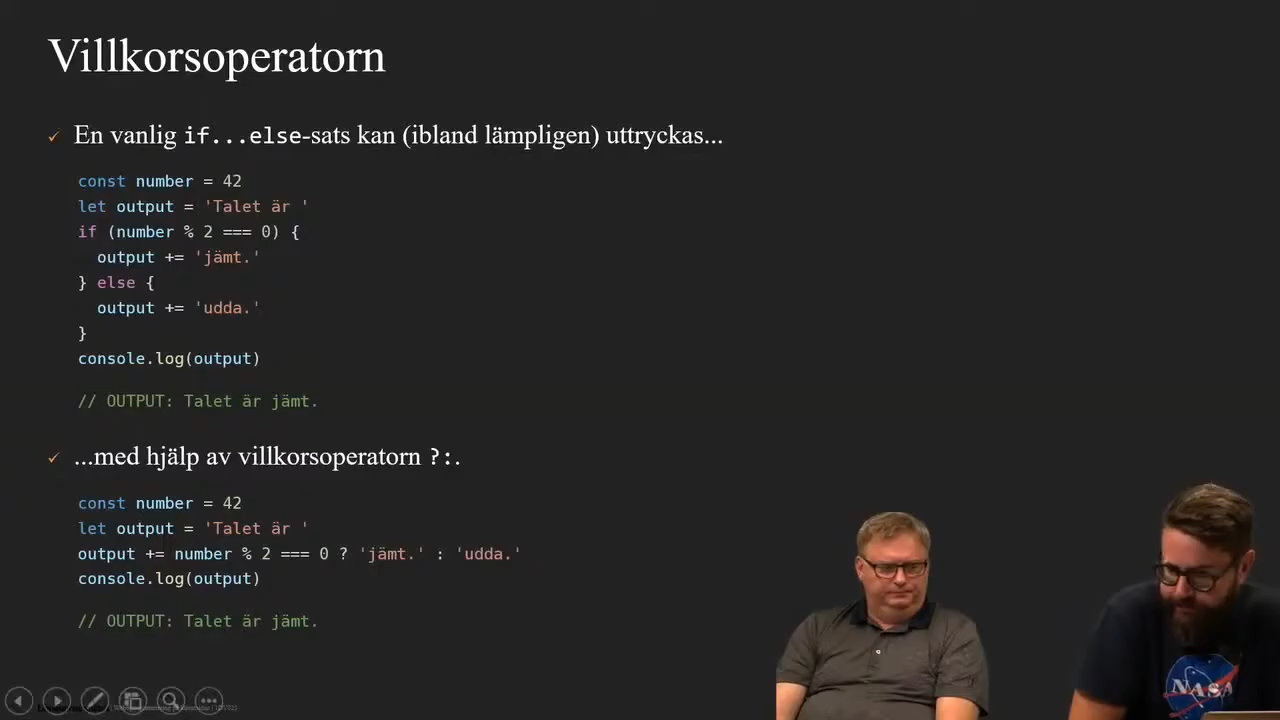 Villkorsoperatorn
En vanlig if...else-sats kan (ibland lämpligen) uttryckas...
const number = 42
let output = 'Talet är '
if (number % 2 === 0) {
  output += 'jämt.'
} else {
  output += 'udda.'
}
console.log(output)
// OUTPUT: Talet är jämt.
...med hjälp av villkorsoperatorn ?:.
const number = 42
let output = 'Talet är '
output += number % 2 === 0 ? 'jämt.' : 'udda.'
console.log(output)
// OUTPUT: Talet är jämt.
NASA